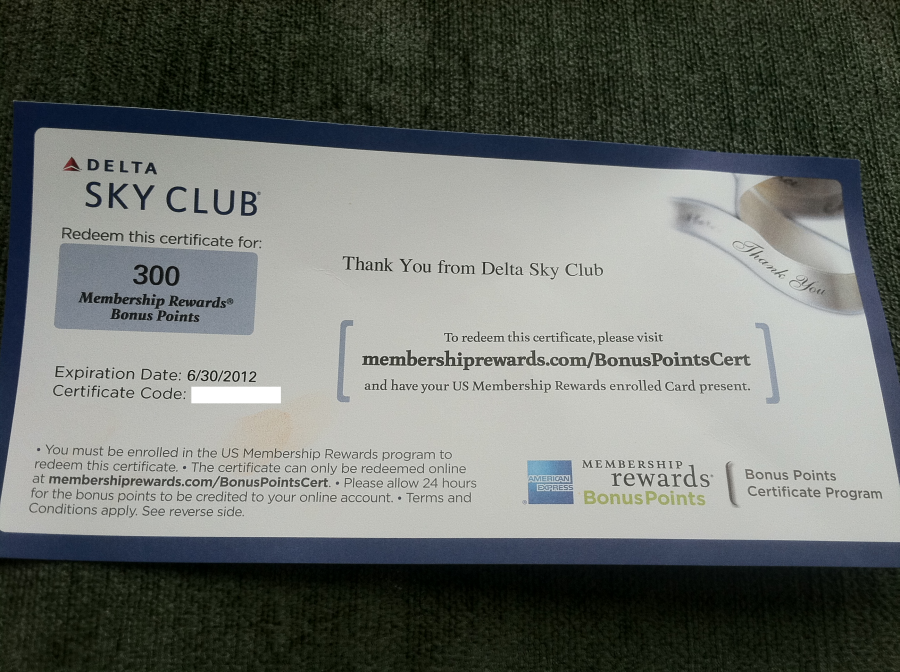 DELTA
SKY CLUB®
Redeem this certificate for:
300
Membership Rewards®
Bonus Points
Expiration Date: 6/30/2012
Certificate Code:
Thank You from Delta Sky Club
Thank You
To redeem this certificate, please visit
membershiprewards.com/BonusPointsCert
and have your US Membership Rewards enrolled Card present.
• You must be enrolled in the US Membership Rewards program to
redeem this certificate. • The certificate can only be redeemed online
at membershiprewards.com/BonusPointsCert. • Please allow 24 hours
for the bonus points to be credited to your online account. • Terms and
Conditions apply. See reverse side.
AMERICAN
EXPRESS
®
MEMBERSHIP
rewards®
BonusPoints
Bonus Points
Certificate Program